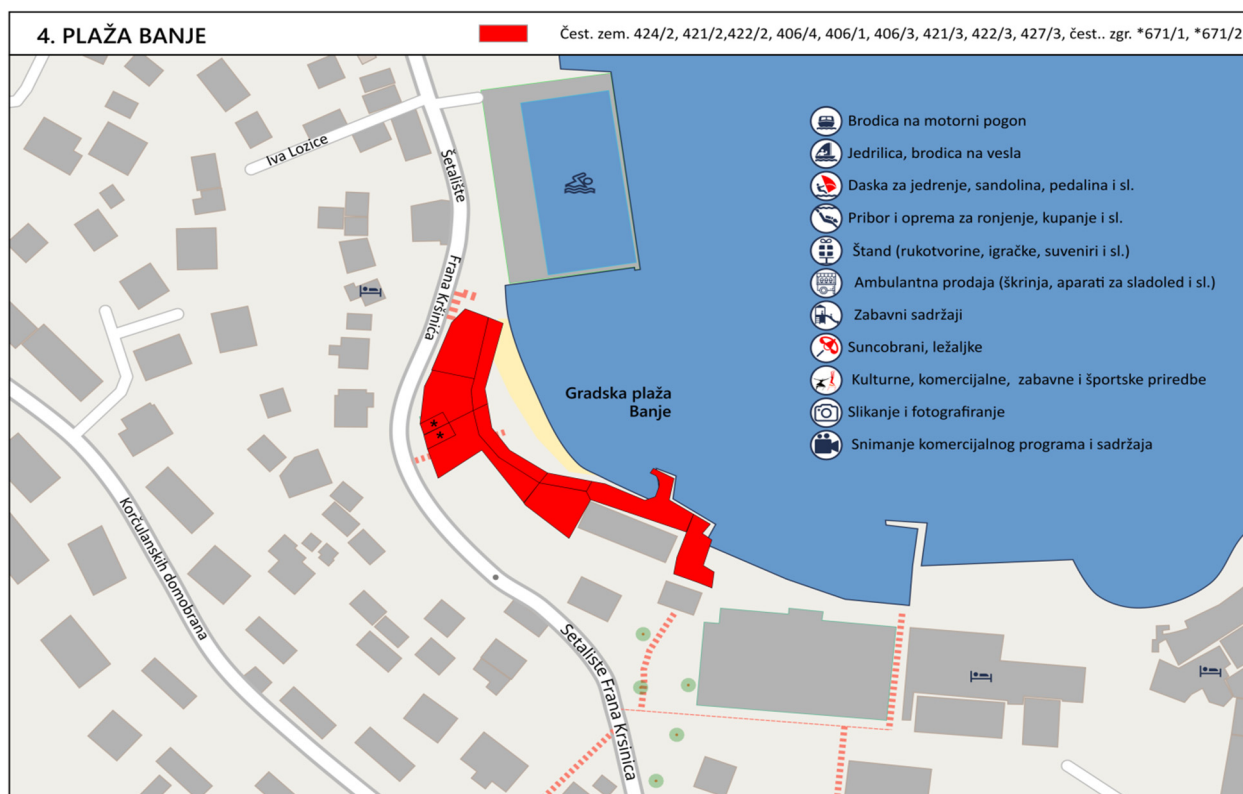 4. PLAŽA BANJE
Čest. zem. 424/2, 421/2,422/2, 406/4, 406/1, 406/3, 421/3, 422/3, 427/3, čest.. zgr. *671/1, *671/2
Brodica na motorni pogon
Jedrilica, brodica na vesla
Daska za jedrenje, sandolina, pedalina i sl.
Pribor i oprema za ronjenje, kupanje i sl.
Štand (rukotvorine, igračke, suveniri i sl.)
Ambulantna prodaja (škrinja, aparati za sladoled i sl.)
Zabavni sadržaji
Suncobrani, ležaljke
Kulturne, komercijalne, zabavne i športske priredbe
Slikanje i fotografiranje
Snimanje komercijalnog programa i sadržaja
Iva Lozice
Šetalište
Frana Kršinića
Gradska plaža
Banje
Korčulanskih domobrana
Setaliste Frana Krsinica